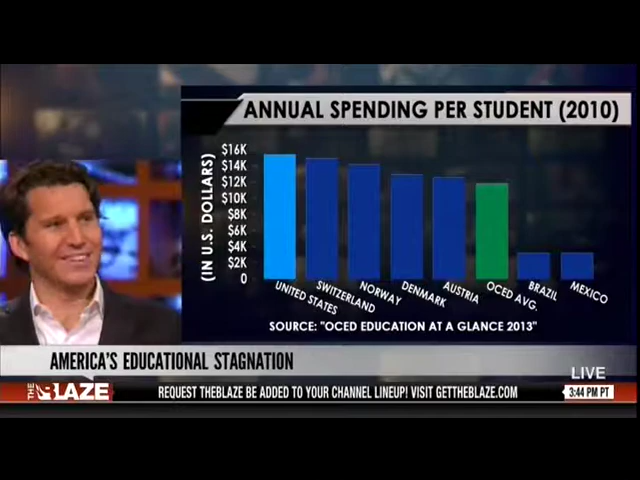 ANNUAL SPENDING PER STUDENT (2010)
(IN U.S. DOLLARS)
$16K
$14K
$12K
$10K
$8K
$6K
$4K
$2K
0
UNITED STATES
SWITZERLAND
NORWAY
DENMARK
AUSTRIA
OCED AVG.
BRAZIL
MEXICO
SOURCE: "OCED EDUCATION AT A GLANCE 2013"
AMERICA'S EDUCATIONAL STAGNATION
LIVE
THE BLAZE
REQUEST THEBLAZE BE ADDED TO YOUR CHANNEL LINEUP! VISIT GETTHEBLAZE.COM
3:44 PM PT